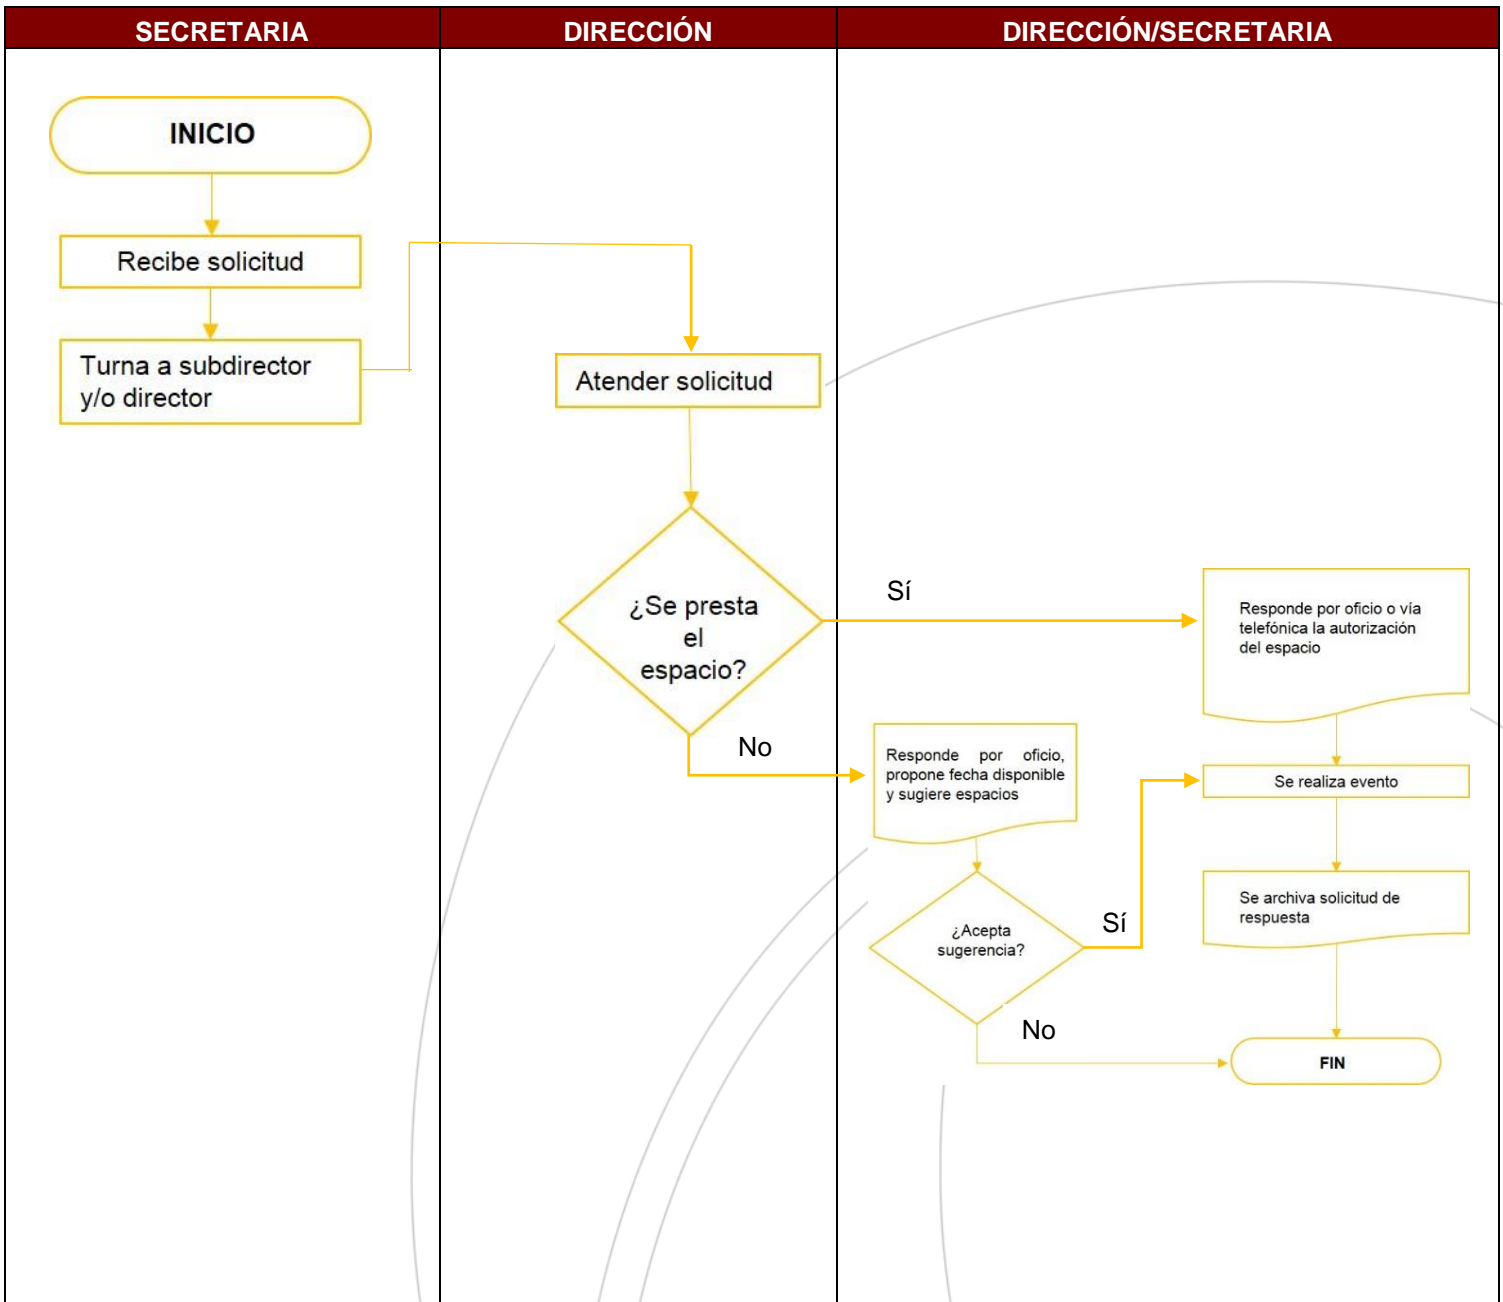 SECRETARIA
DIRECCIÓN
DIRECCIÓN/SECRETARIA
INICIO
Recibe solicitud
Turna a subdirector
y/o director
Atender solicitud
¿Se presta
el
espacio?
Sí
No
Responde por oficio o vía
telefónica la autorización
del espacio
Responde por oficio,
propone fecha disponible
y sugiere espacios
Se realiza evento
¿Acepta
sugerencia?
Sí
No
Se archiva solicitud de
respuesta
FIN